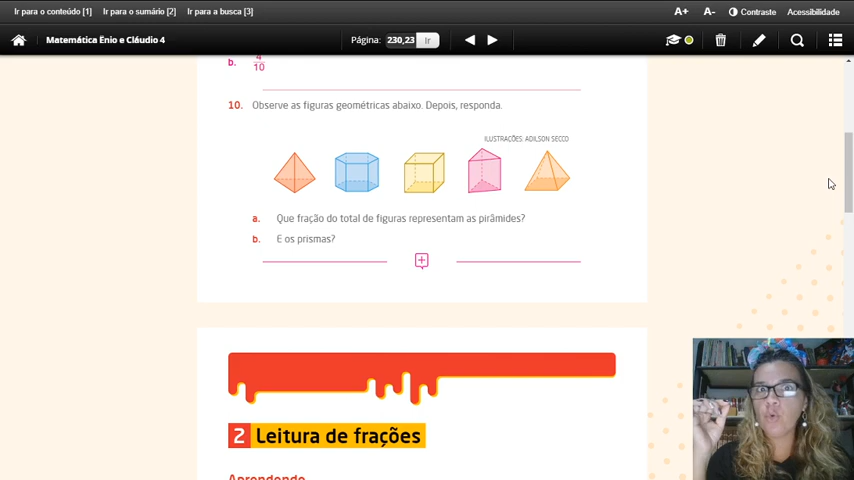 Ir para o conteúdo [1] Ir para o sumário [2] Ir para a busca [3] A+ A- Contraste Acessibilidade
Matemática Enio e Cláudio 4 Página: 230,23 Ir
b. 4/10
10. Observe as figuras geométricas abaixo. Depois, responda.
ILUSTRAÇÕES: ADILSON SECCO
a. Que fração do total de figuras representam as pirâmides?
b. E os prismas?
2 Leitura de frações
Aprendendo